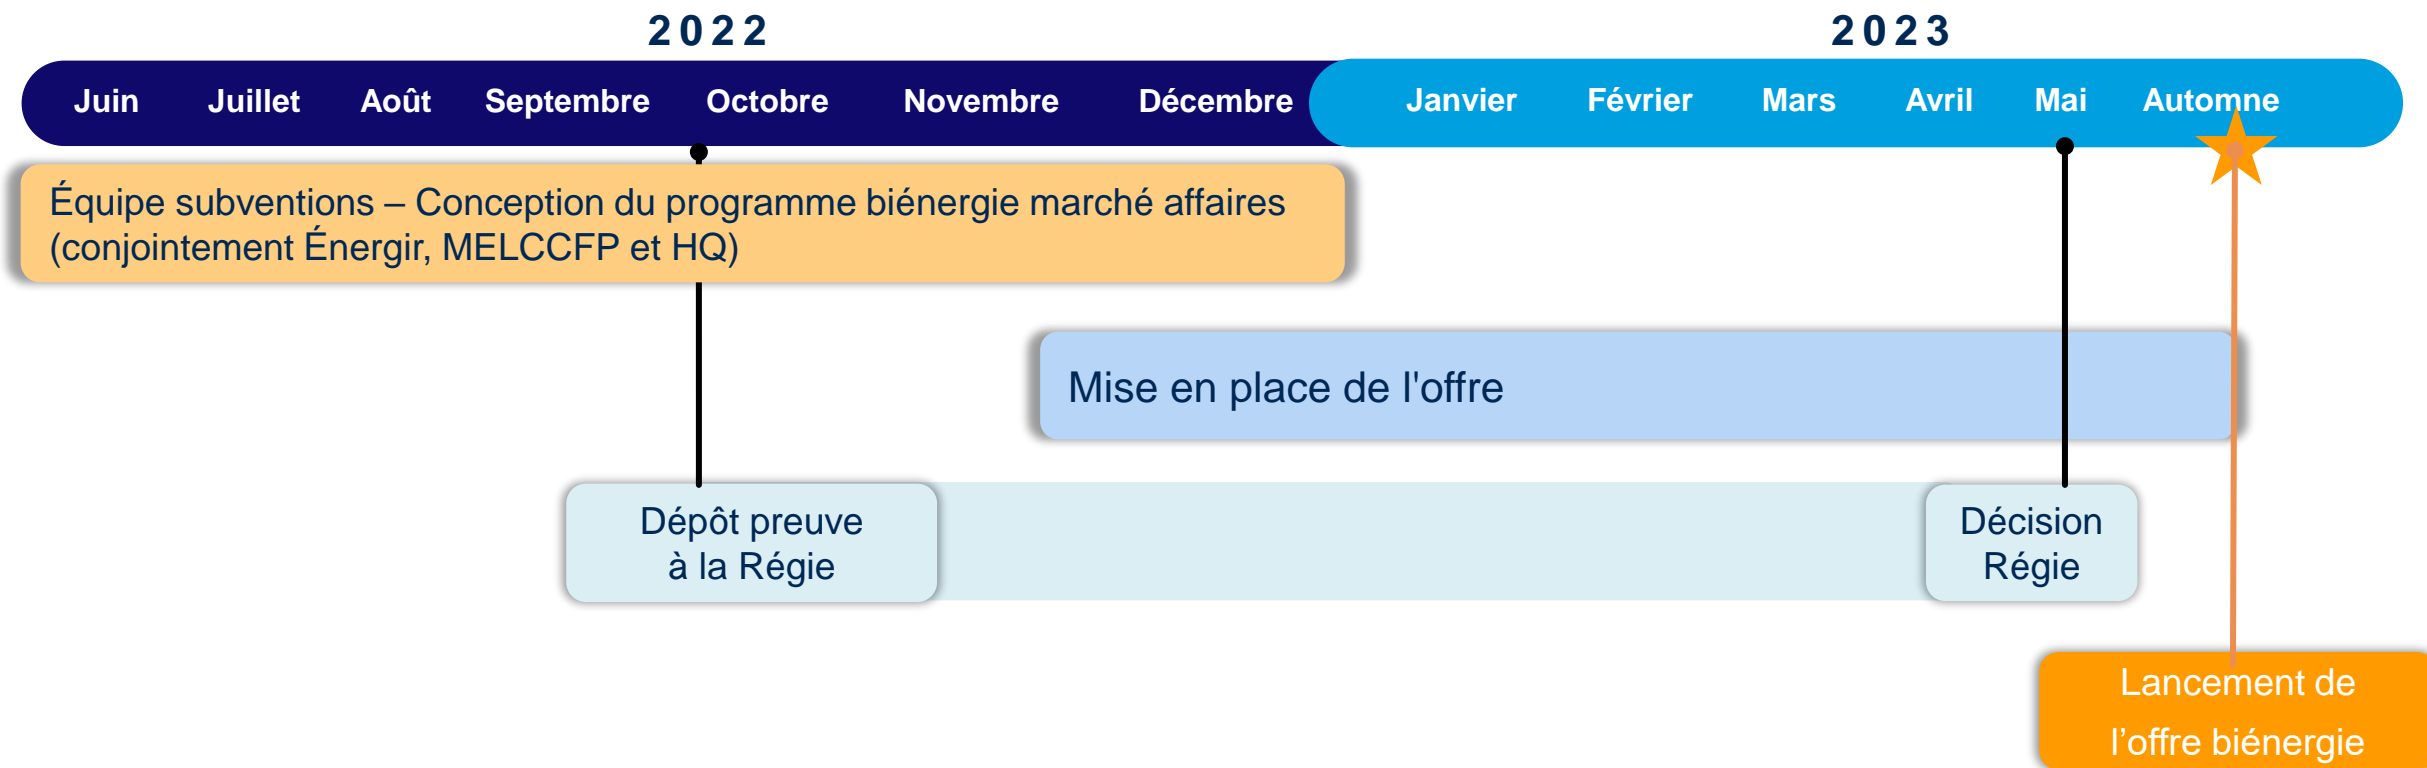 2022
2023
Juin Juillet Août Septembre Octobre Novembre Décembre Janvier Février Mars Avril Mai Automne
Équipe subventions – Conception du programme biénergie marché affaires
(conjointement Énergir, MELCCFP et HQ)
Mise en place de l'offre
Dépôt preuve
à la Régie
Décision
Régie
Lancement de
l’offre biénergie